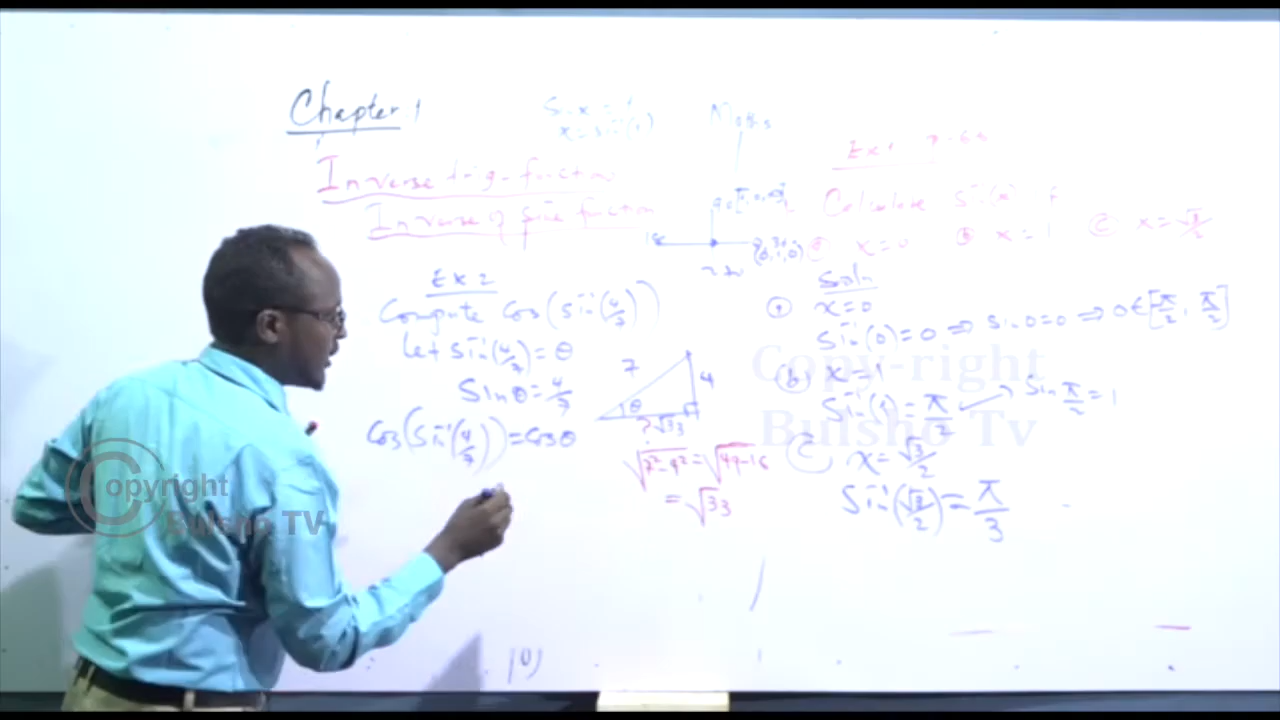 Chapter 1
Inverse trig-function
Inverse of sine function
Ex 2
Compute Cos(Sin⁻¹(4/7))
let Sin⁻¹(4/7) = θ
Sin θ = 4/7
Cos(Sin⁻¹(4/7)) = Cos θ
7
4
θ
?
√33
√7²-4² = √49-16
= √33
Maths
Ex 1
Calculate Sin⁻¹(x) if
a x = 0 b x = 1 c x = √3/2
Soln
a x = 0
Sin⁻¹(0) = 0 ⇒ Sin 0 = 0 ⇒ 0 ∈ [-π/2, π/2]
b x = 1
Sin⁻¹(1) = π/2 Sin π/2 = 1
C x = √3/2
Sin⁻¹(√3/2) = π/3
Copy-right
Bulsho Tv
Copyright
Bulsho TV